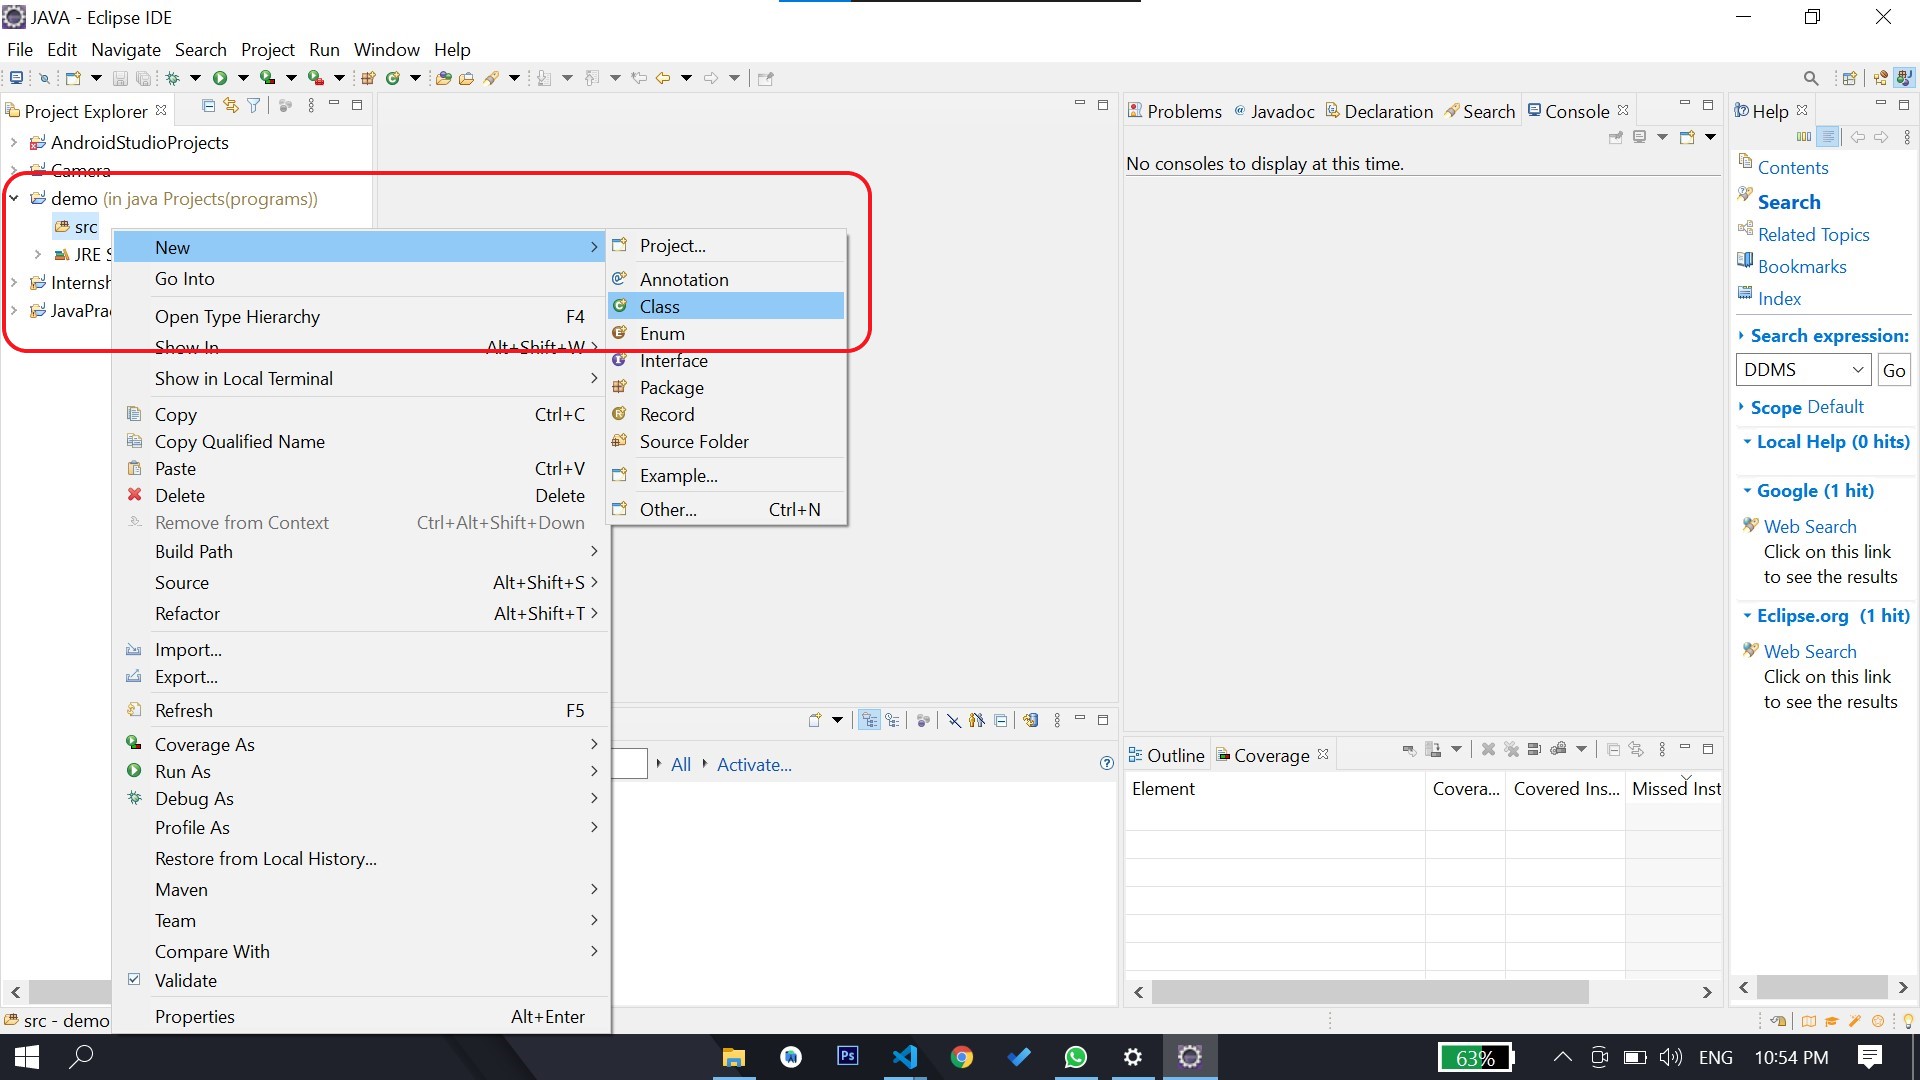 JAVA - Eclipse IDE
File Edit Navigate Search Project Run Window Help
Project Explorer
AndroidStudioProjects
Camera
demo (in java Projects(programs))
src
JRE S
Internsh
JavaPra
New
Go Into
Open Type Hierarchy F4
Show In Alt+Shift+W
Show in Local Terminal
Copy Ctrl+C
Copy Qualified Name
Paste Ctrl+V
Delete Delete
Remove from Context Ctrl+Alt+Shift+Down
Build Path
Source Alt+Shift+S
Refactor Alt+Shift+T
Import...
Export...
Refresh F5
Coverage As
Run As
Debug As
Profile As
Restore from Local History...
Maven
Team
Compare With
Validate
Properties Alt+Enter
Project...
Annotation
Class
Enum
Interface
Package
Record
Source Folder
Example...
Other... Ctrl+N
All Activate...
Problems Javadoc Declaration Search Console
No consoles to display at this time.
Outline Coverage
Element Covera... Covered Ins... Missed Inst
Help
Contents
Search
Related Topics
Bookmarks
Index
Search expression:
DDMS Go
Scope Default
Local Help (0 hits)
Google (1 hit)
Web Search
Click on this link
to see the results
Eclipse.org (1 hit)
Web Search
Click on this link
to see the results
src - demo
Ps
63% ENG 10:54 PM